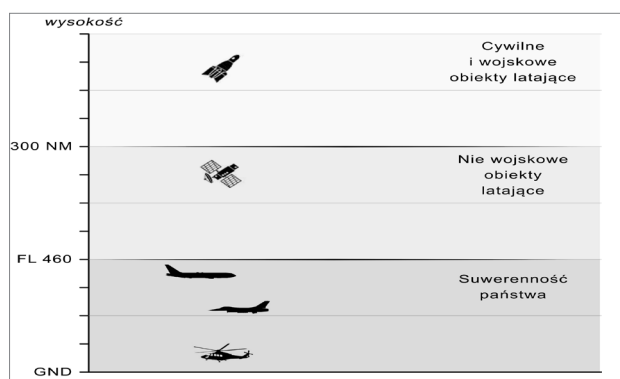 wysokość
Cywilne
i wojskowe
obiekty latające
300 NM
Nie wojskowe
obiekty
latające
FL 460
Suwerenność
państwa
GND